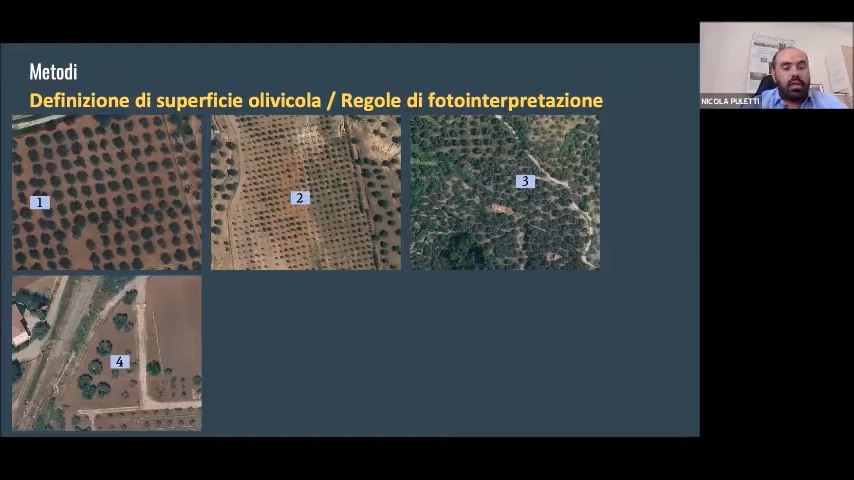 Metodi
Definizione di superficie olivicola / Regole di fotointerpretazione
1
2
3
4
NICOLA PULETTI